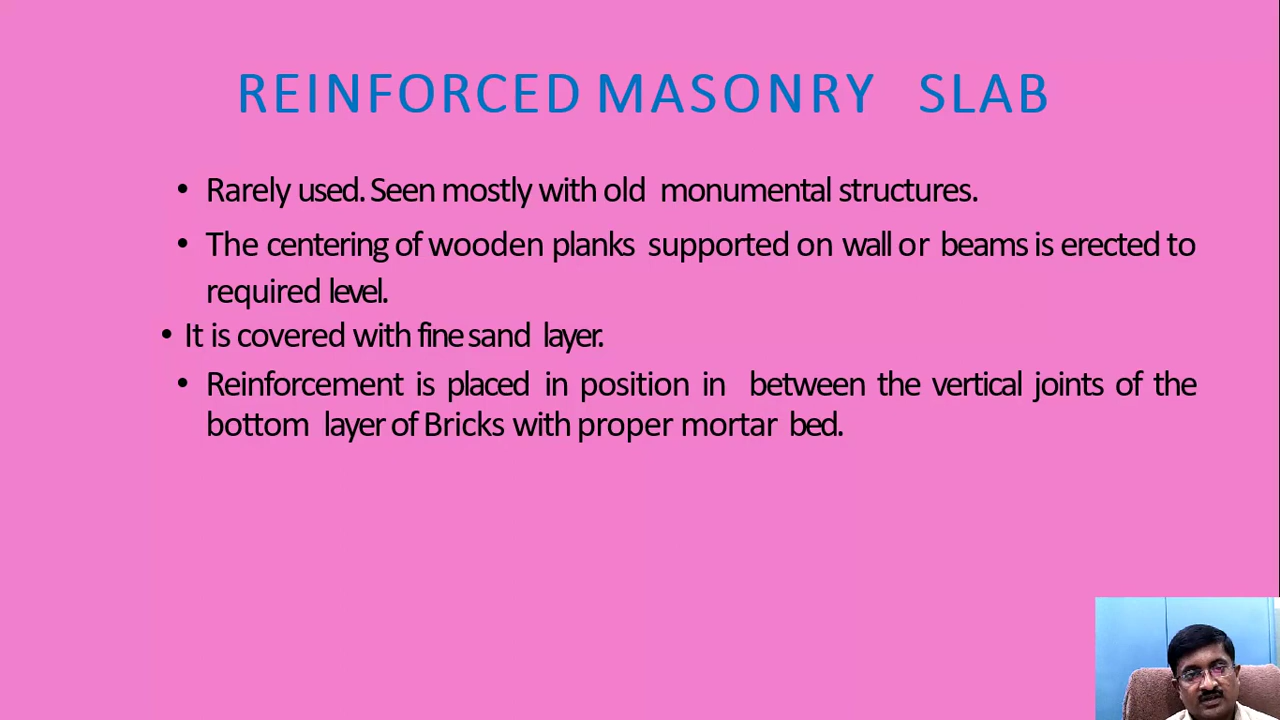 REINFORCED MASONRY SLAB
• Rarely used. Seen mostly with old monumental structures.
• The centering of wooden planks supported on wall or beams is erected to
required level.
• It is covered with fine sand layer.
• Reinforcement is placed in position in between the vertical joints of the
bottom layer of Bricks with proper mortar bed.